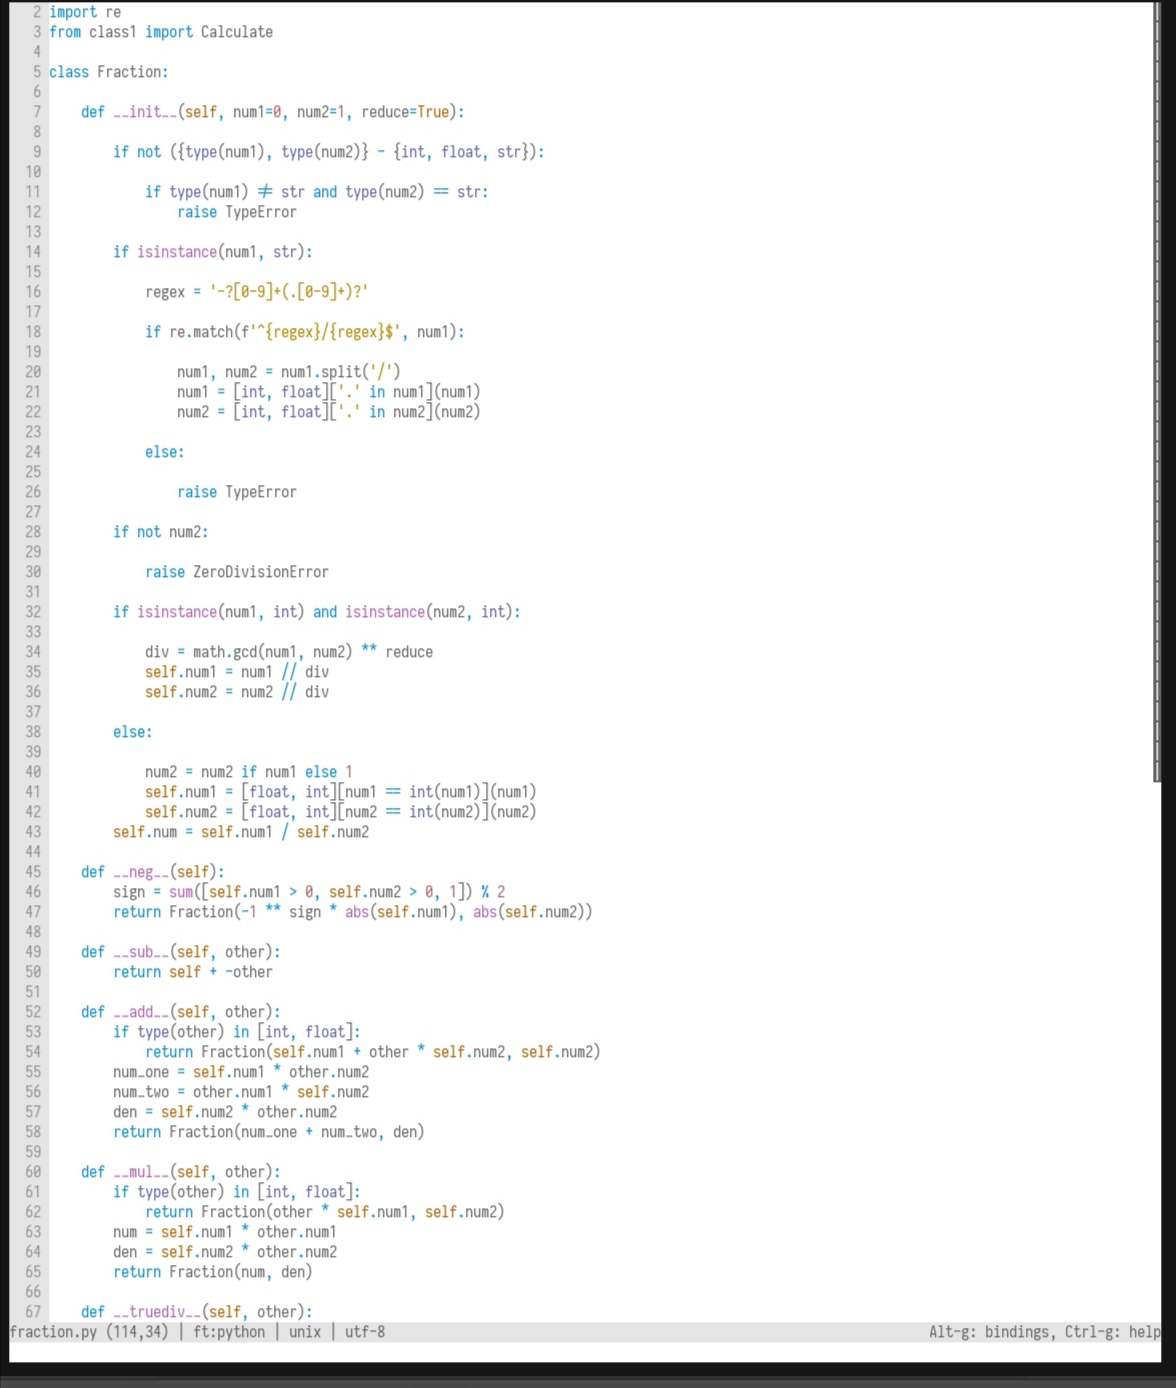 2 import re
3 from class1 import Calculate
4
5 class Fraction:
6
7     def __init__(self, num1=0, num2=1, reduce=True):
8
9         if not ({type(num1), type(num2)} - {int, float, str}):
10
11             if type(num1) ≠ str and type(num2) == str:
12                 raise TypeError
13
14         if isinstance(num1, str):
15
16             regex = '-?[0-9]+(.[0-9]+)?'
17
18             if re.match(f'^{regex}/{regex}$', num1):
19
20                 num1, num2 = num1.split('/')
21                 num1 = [int, float]['.' in num1](num1)
22                 num2 = [int, float]['.' in num2](num2)
23
24             else:
25
26                 raise TypeError
27
28         if not num2:
29
30             raise ZeroDivisionError
31
32         if isinstance(num1, int) and isinstance(num2, int):
33
34             div = math.gcd(num1, num2) ** reduce
35             self.num1 = num1 // div
36             self.num2 = num2 // div
37
38         else:
39
40             num2 = num2 if num1 else 1
41             self.num1 = [float, int][num1 == int(num1)](num1)
42             self.num2 = [float, int][num2 == int(num2)](num2)
43         self.num = self.num1 / self.num2
44
45     def __neg__(self):
46         sign = sum([self.num1 > 0, self.num2 > 0, 1]) % 2
47         return Fraction(-1 ** sign * abs(self.num1), abs(self.num2))
48
49     def __sub__(self, other):
50         return self + -other
51
52     def __add__(self, other):
53         if type(other) in [int, float]:
54             return Fraction(self.num1 + other * self.num2, self.num2)
55         num_one = self.num1 * other.num2
56         num_two = other.num1 * self.num2
57         den = self.num2 * other.num2
58         return Fraction(num_one + num_two, den)
59
60     def __mul__(self, other):
61         if type(other) in [int, float]:
62             return Fraction(other * self.num1, self.num2)
63         num = self.num1 * other.num1
64         den = self.num2 * other.num2
65         return Fraction(num, den)
66
67     def __truediv__(self, other):
fraction.py (114,34) | ft:python | unix | utf-8 Alt-g: bindings, Ctrl-g: help